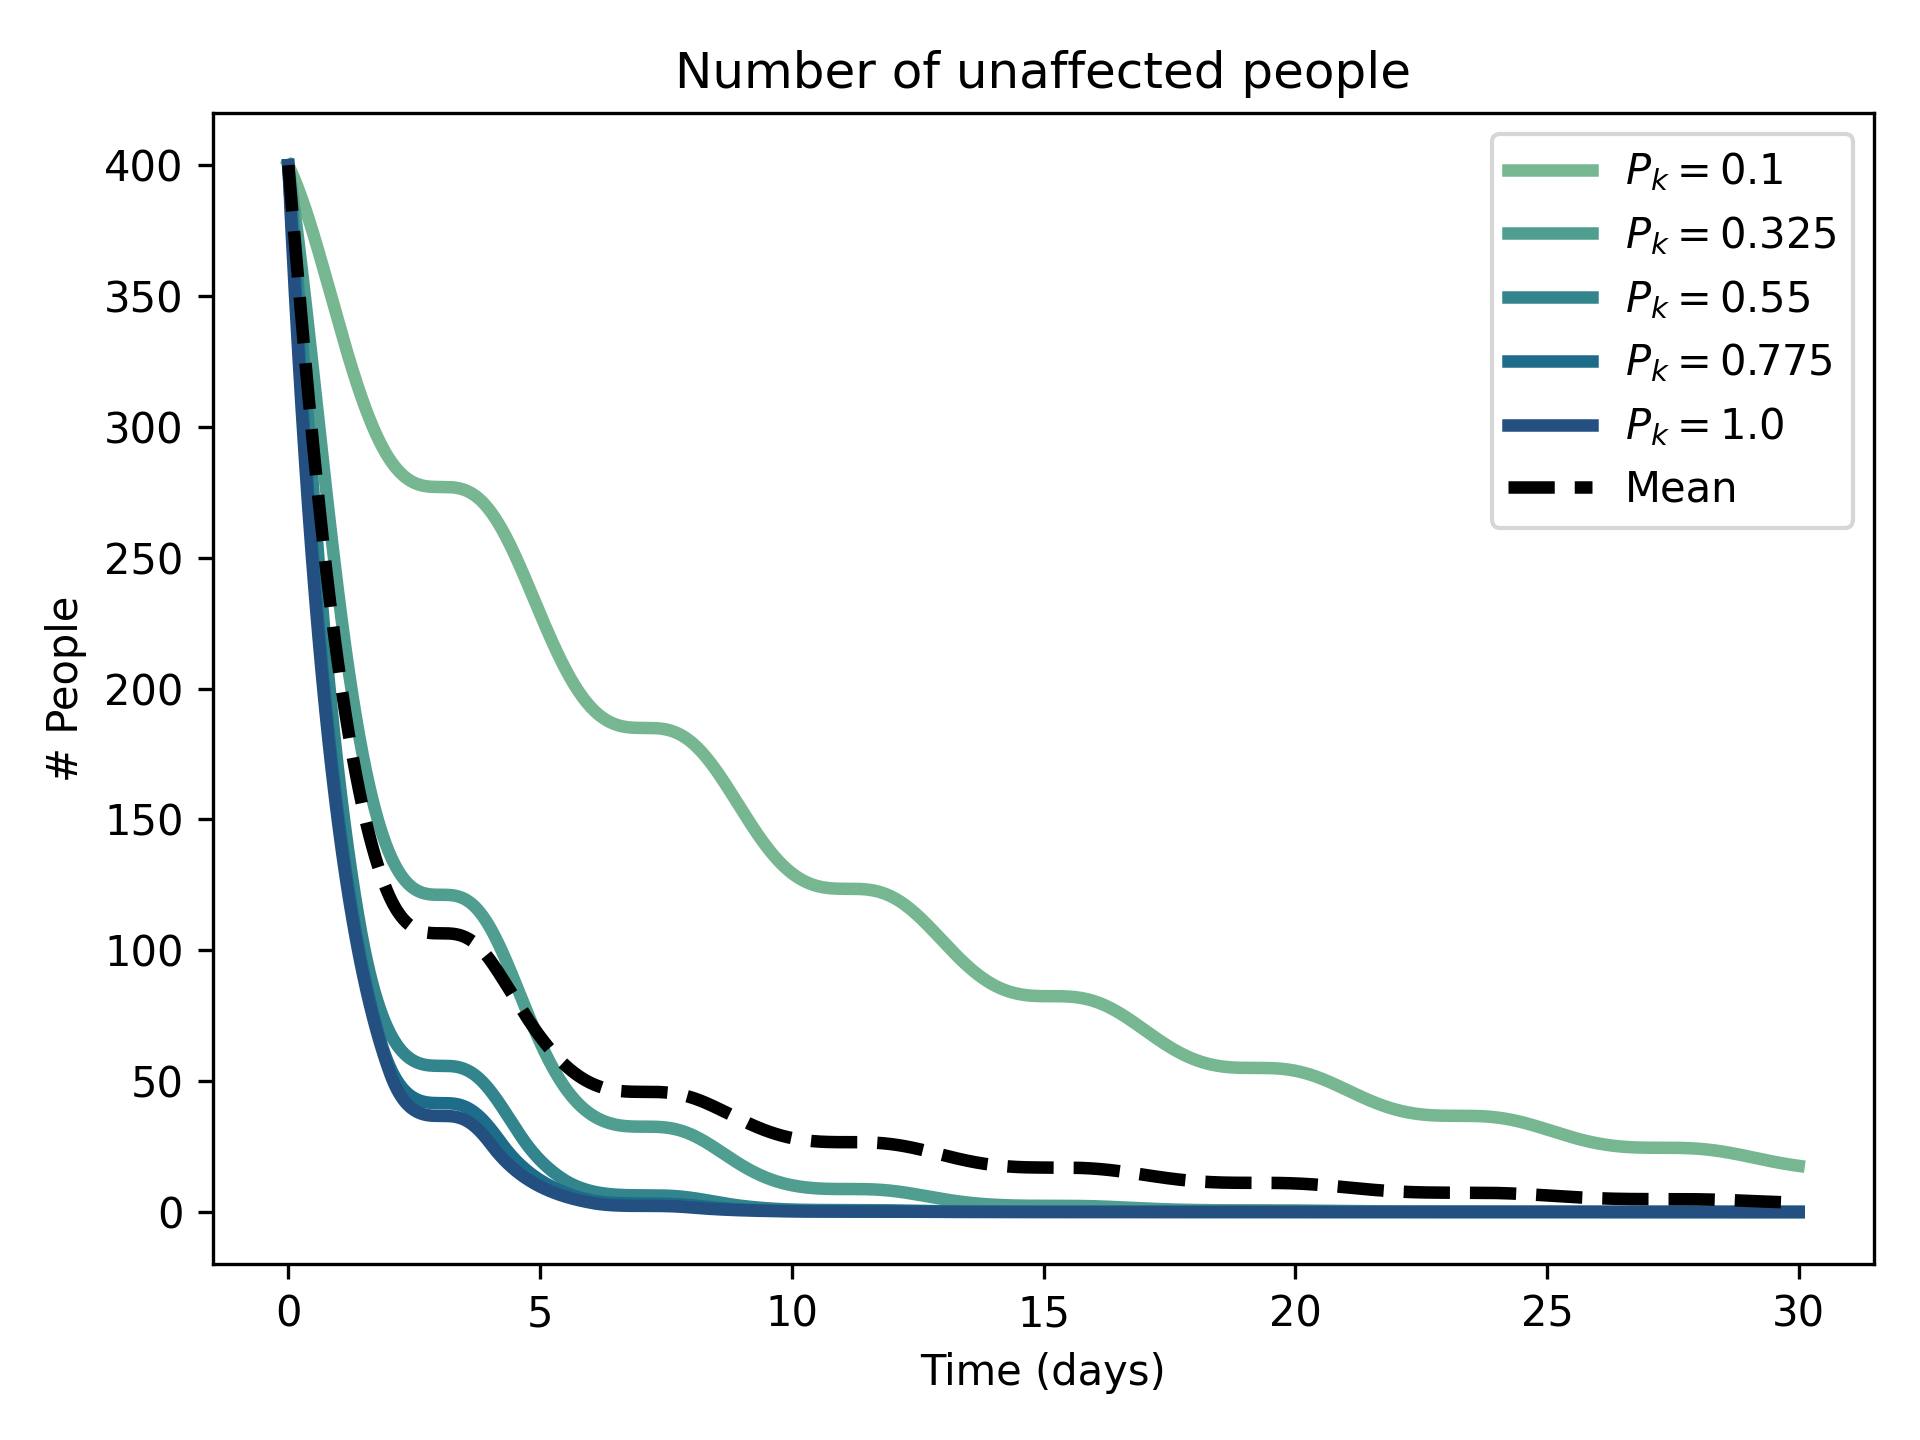 Number of unaffected people
400
350
300
250
200
150
100
50
0
# People
0 5 10 15 20 25 30
Time (days)
P_k = 0.1
P_k = 0.325
P_k = 0.55
P_k = 0.775
P_k = 1.0
Mean